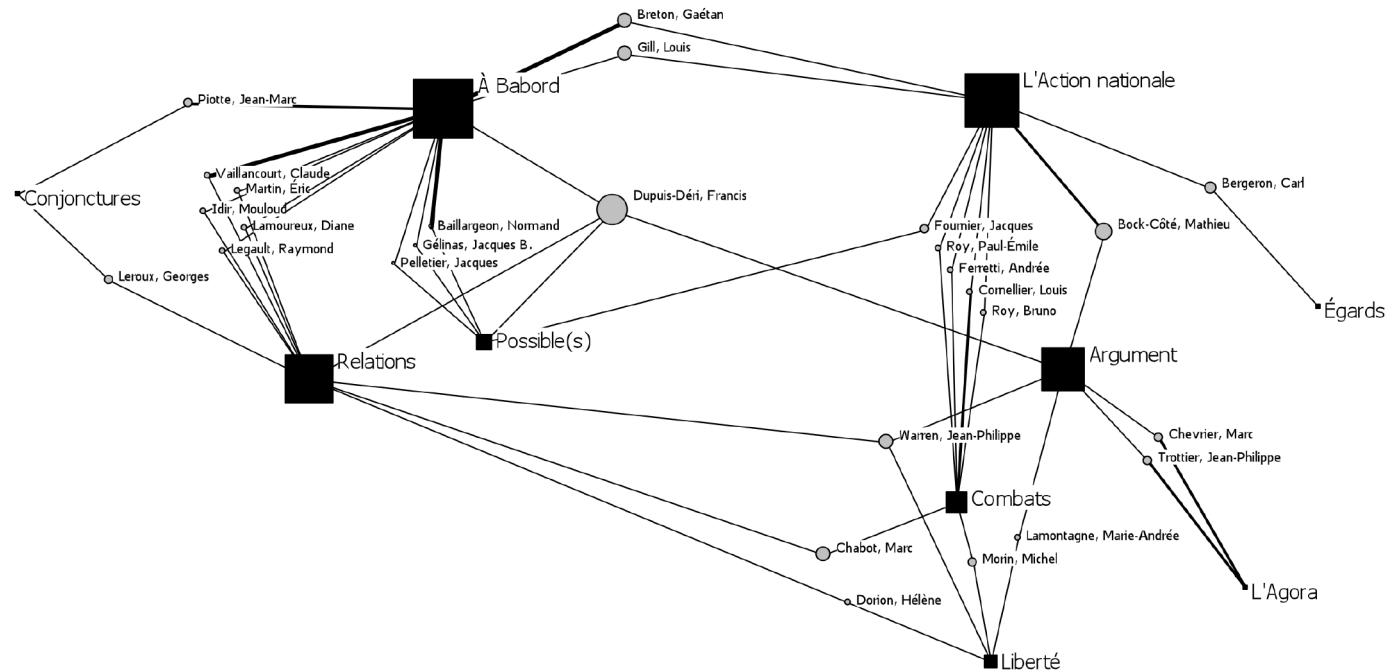 Breton, Gaétan
Gill, Louis
À Babord
L'Action nationale
Piotte, Jean-Marc
Vaillancourt, Claude
Martin, Éric
Idir, Mouloud
Lamoureux, Diane
Legault, Raymond
Conjonctures
Leroux, Georges
Dupuis-Déri, Francis
Baillargeon, Normand
Gélinas, Jacques B.
Pelletier, Jacques
Bergeron, Carl
Bock-Côté, Mathieu
Fournier, Jacques
Roy, Paul-Émile
Ferretti, Andrée
Cornellier, Louis
Roy, Bruno
Égards
Possible(s)
Relations
Argument
Warren, Jean-Philippe
Chevrier, Marc
Trottier, Jean-Philippe
Combats
Chabot, Marc
Lamontagne, Marie-Andrée
Morin, Michel
Dorion, Hélène
L'Agora
Liberté